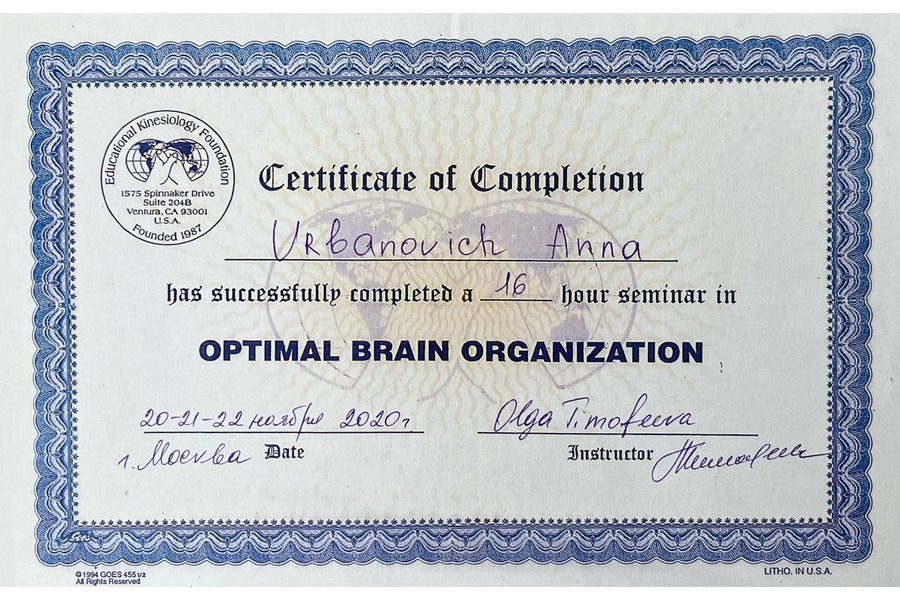 Educational Kinesiology Foundation
1575 Spinnaker Drive
Suite 204B
Ventura, CA 93001
U.S.A.
Founded 1987
Certificate of Completion
Urbanovich Anna
has successfully completed a 16 hour seminar in
OPTIMAL BRAIN ORGANIZATION
20-21-22 ноября 2020г.
Olga Timofeeva
г. Москва Date
Instructor
© 1994 GOES 455 1/2
All Rights Reserved
LITHO. IN U.S.A.